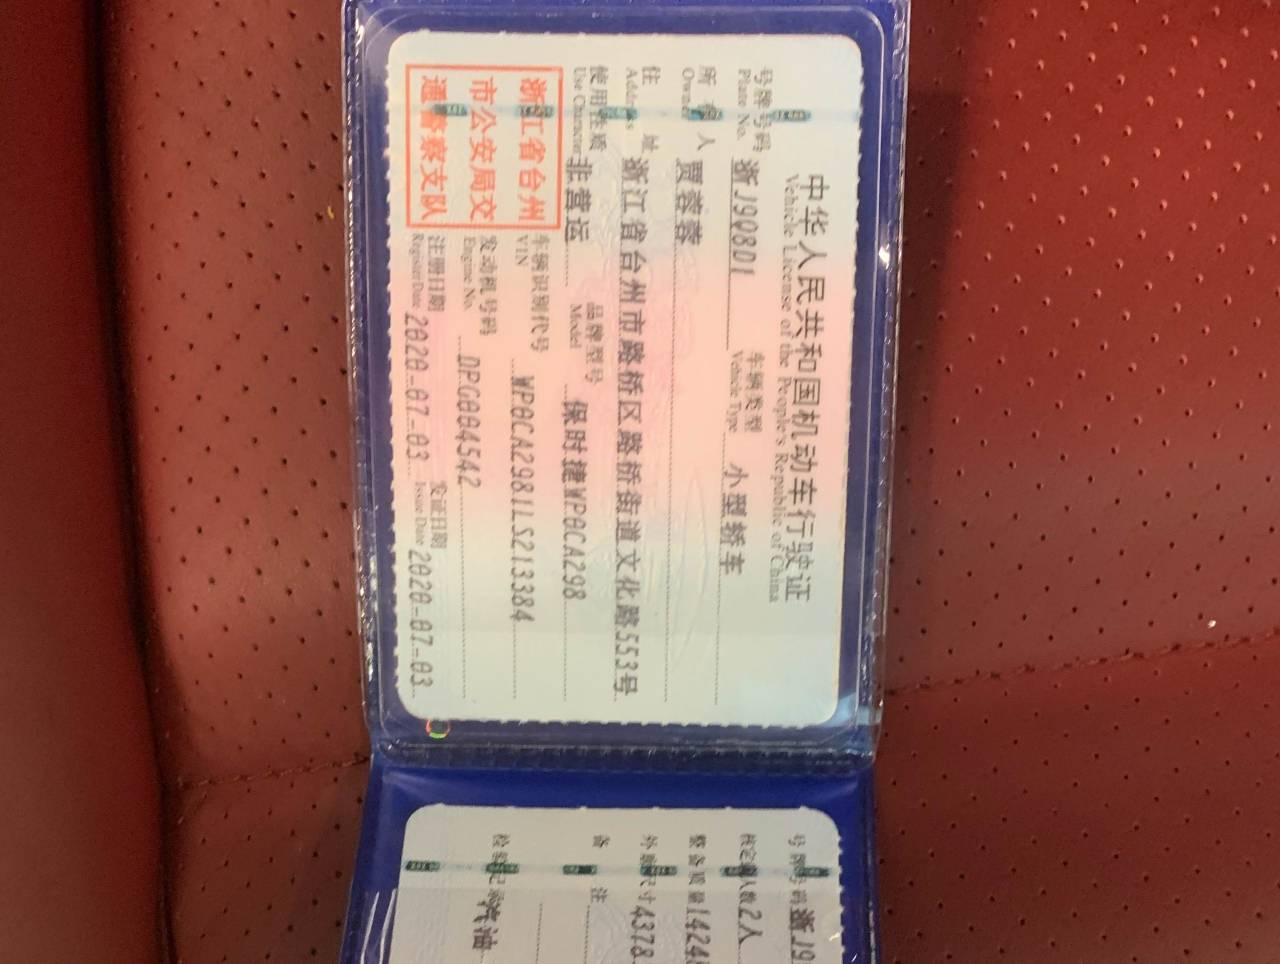 中华人民共和国机动车行驶证
Vehicle License of the People's Republic of China
号牌号码 浙J9Q8D1 车辆类型 小型轿车
Plate No. Vehicle Type
所有人 贾蓉蓉
Owner
住址 浙江省台州市路桥区路桥街道文化路553号
Address
使用性质 非营运 品牌型号 保时捷WP0CA298
Use Character Model
浙江省台州
市公安局交
通警察支队
车辆识别代号 WP0CA2981LS213384
VIN
发动机号码 DPG004542
Engine No.
注册日期 2020-07-03 发证日期 2020-07-03
Register Date Issue Date
号牌号码 浙J9
核定载人数 2人
整备质量 1424
外廓尺寸 4378
备注
检验记录 汽油